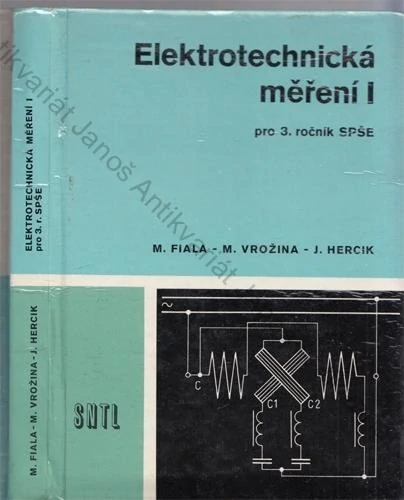 Elektrotechnická
měření I
pro 3. ročník SPŠE
M. FIALA - M. VROŽINA - J. HERCIK
ELEKTROTECHNICKÁ MĚŘENÍ I
pro 3. r. SPŠE
M. FIALA - M. VROŽINA - J. HERCIK
SNTL
C
C1
C2
Antikvariát Janoš Antikvariát